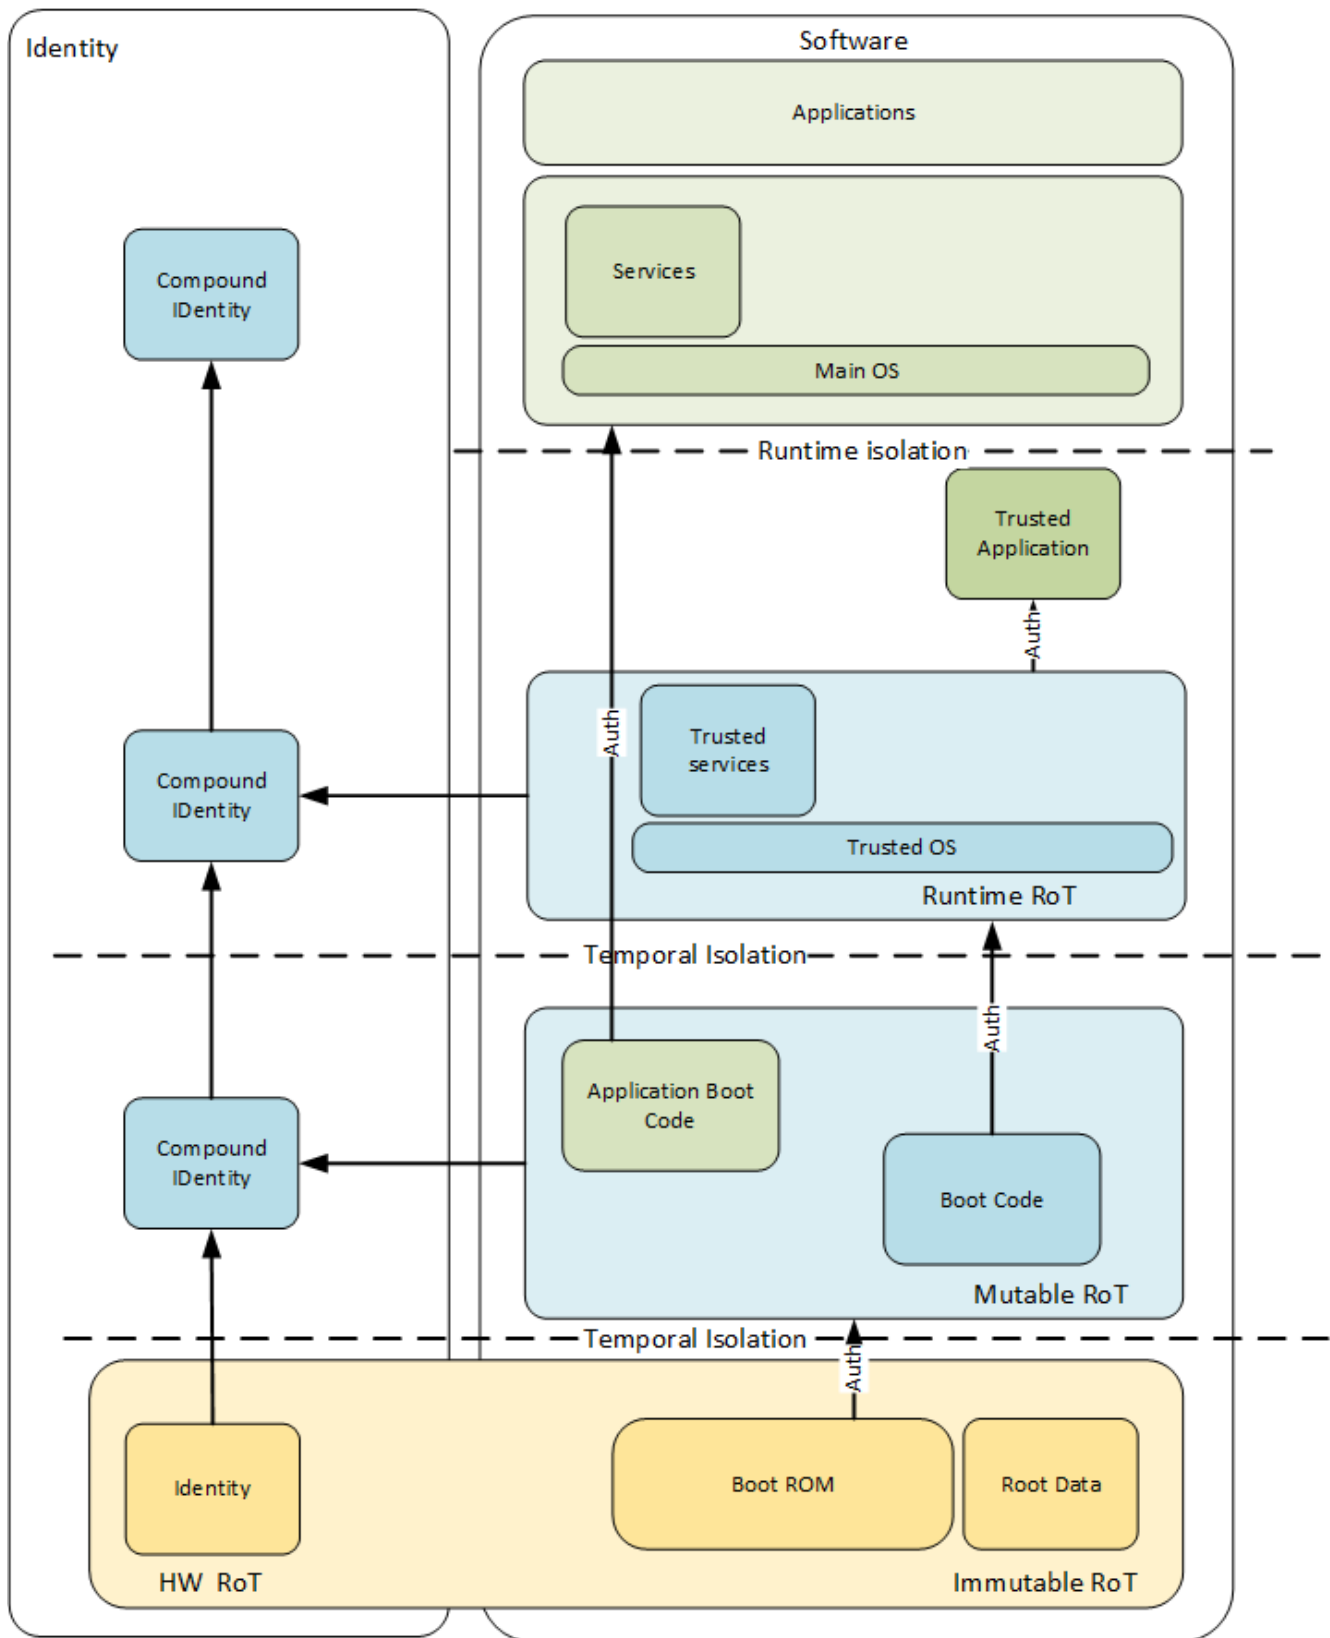 Identity
Software
Applications
Services
Main OS
Compound
IDentity
Runtime isolation
Trusted
Application
Auth
Auth
Trusted
services
Trusted OS
Runtime RoT
Compound
IDentity
Temporal Isolation
Auth
Application Boot
Code
Boot Code
Mutable RoT
Compound
IDentity
Temporal Isolation
Auth
Identity
Boot ROM
Root Data
HW RoT
Immutable RoT